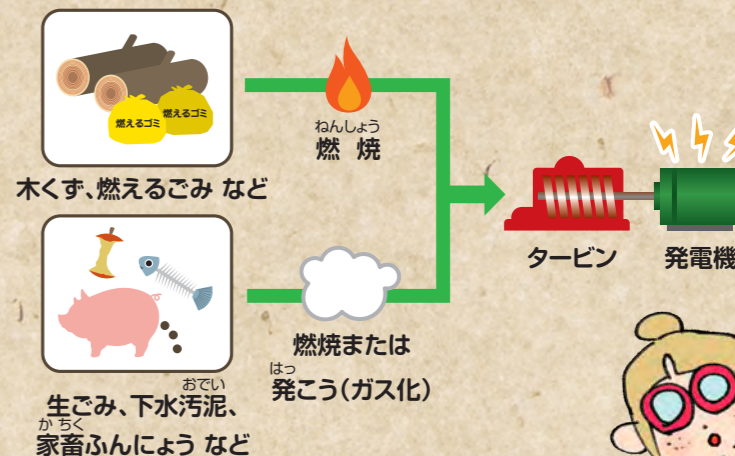 燃えるゴミ
燃えるゴミ
木くず、燃えるごみ など
ねんしょう
燃 焼
タービン
発電機
燃焼または
はっ
発こう(ガス化)
おでい
生ごみ、下水汚泥、
か ちく
家畜ふんにょう など